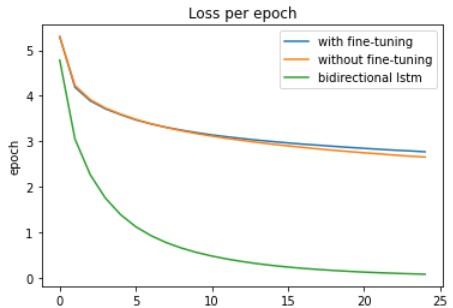 Loss per epoch
with fine-tuning
without fine-tuning
bidirectional lstm
epoch
5
4
3
2
1
0
0 5 10 15 20 25